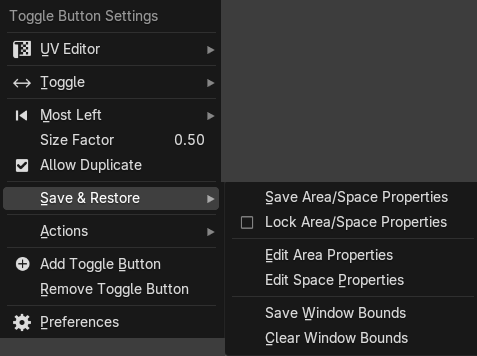 Toggle Button Settings
UV Editor
Toggle
Most Left
Size Factor 0.50
Allow Duplicate
Save & Restore
Actions
Add Toggle Button
Remove Toggle Button
Preferences
Save Area/Space Properties
Lock Area/Space Properties
Edit Area Properties
Edit Space Properties
Save Window Bounds
Clear Window Bounds